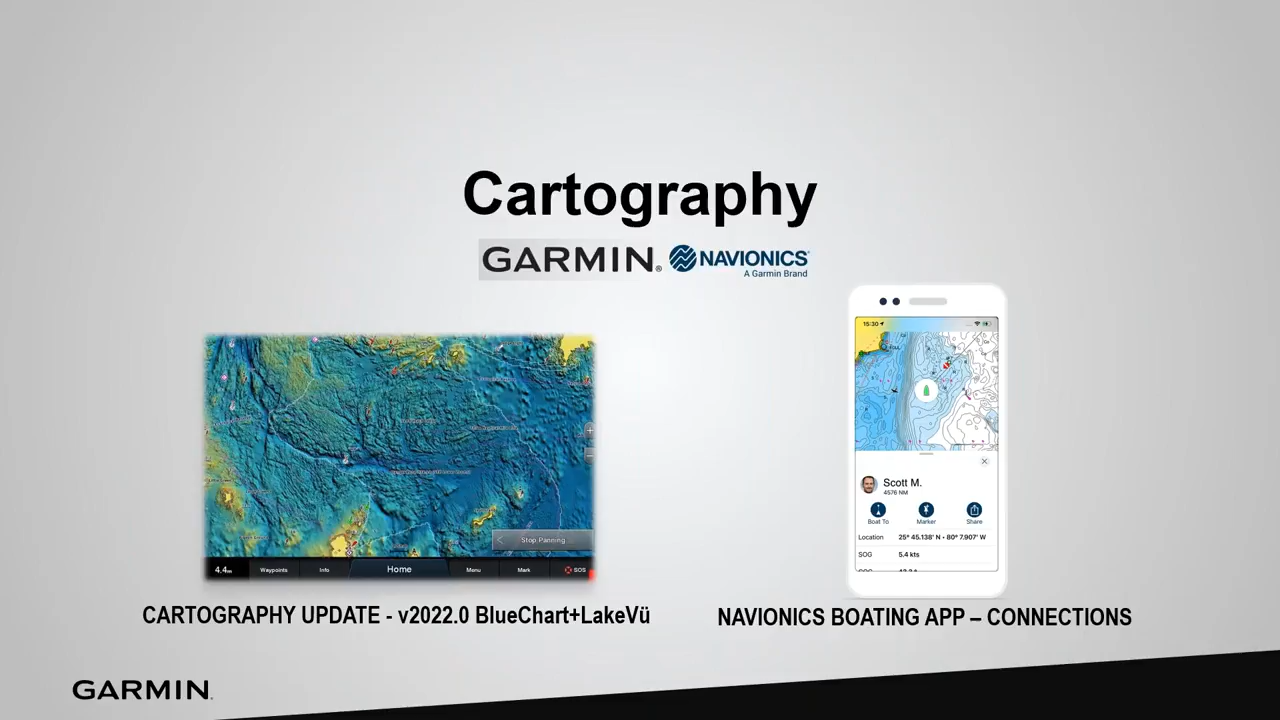 Cartography
GARMIN®
NAVIONICS®
A Garmin Brand
4.4m
Waypoints
Info
Home
Menu
Mark
SOS
Stop Panning
15:30
Scott M.
4576 NM
Boat To
Marker
Share
Location 25° 45.138' N • 80° 7.907' W
SOG 5.4 kts
CARTOGRAPHY UPDATE - v2022.0 BlueChart+LakeVü
NAVIONICS BOATING APP – CONNECTIONS
GARMIN